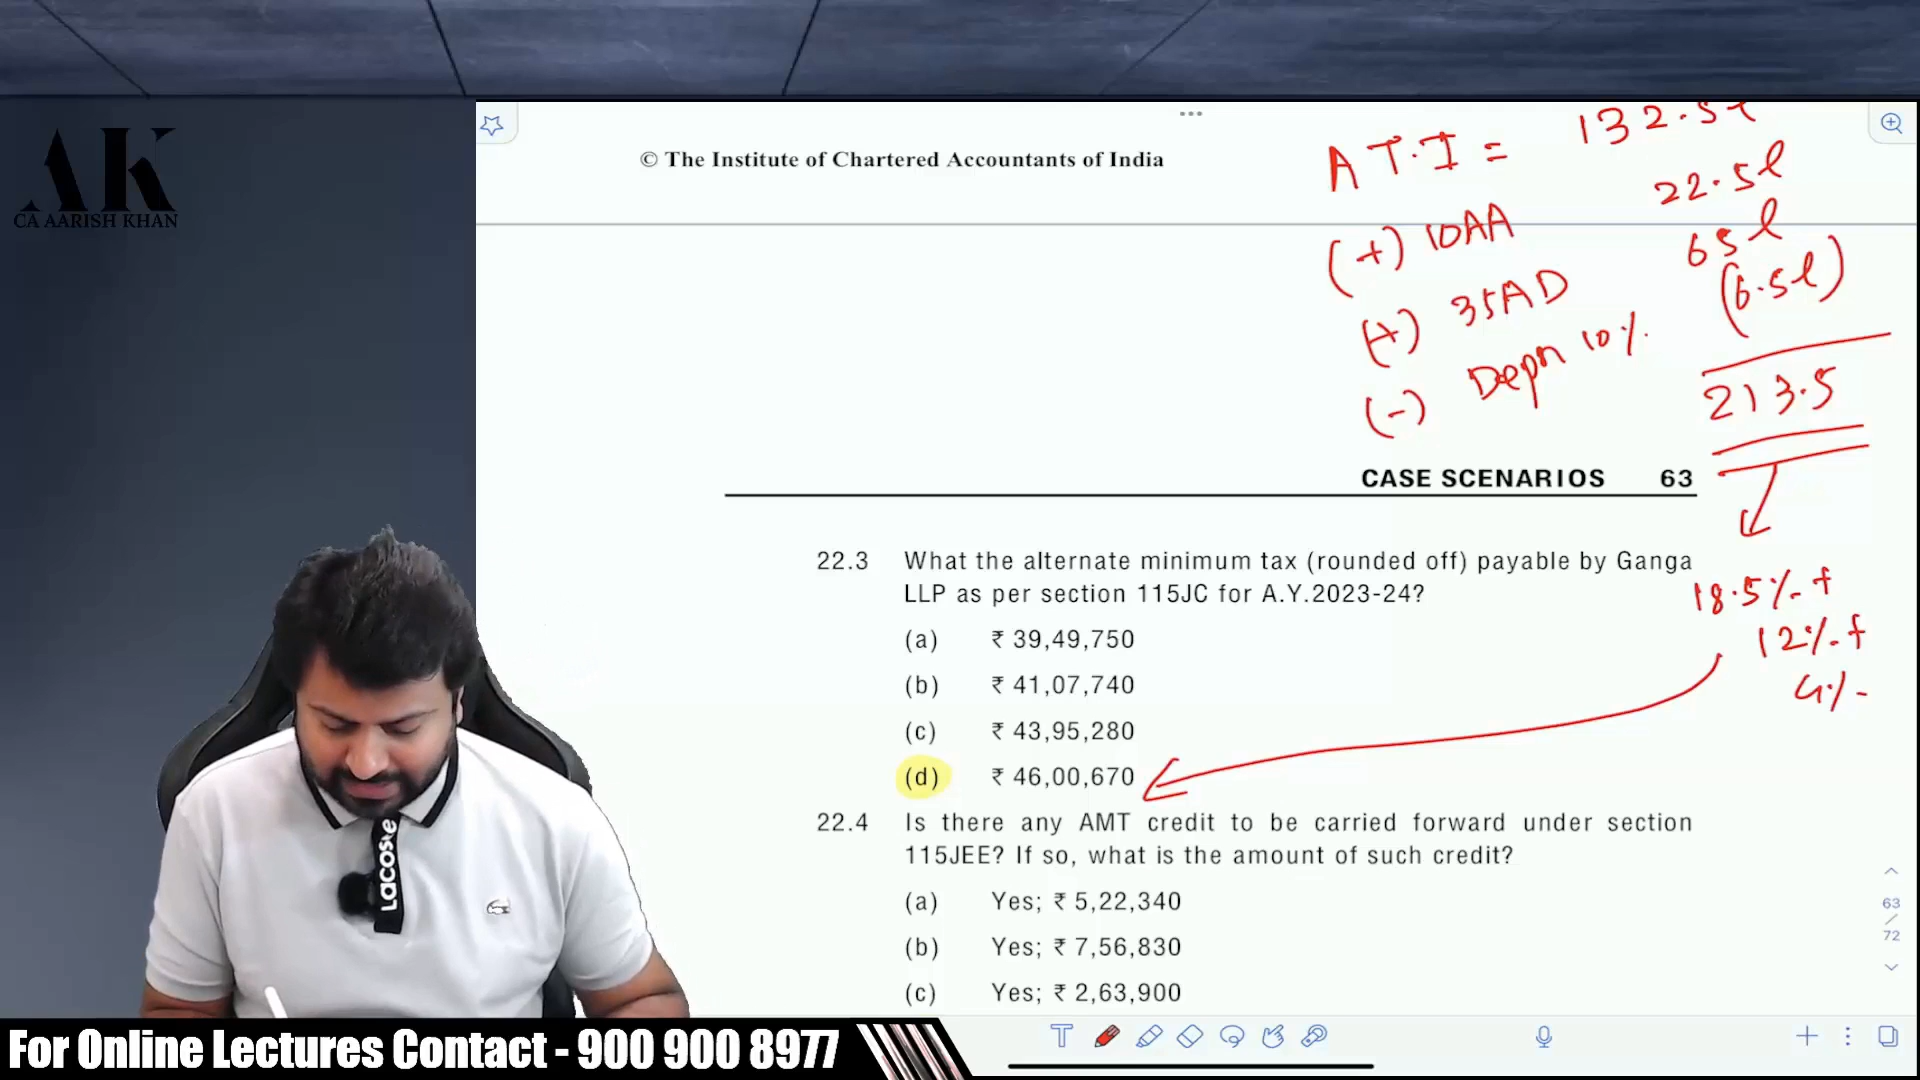 AK
CA AARISH KHAN
© The Institute of Chartered Accountants of India
A T.I = 132.5l
(+) 10AA 22.5l
(+) 35AD 65l
(-) Depn 10% (6.5l)
213.5
CASE SCENARIOS 63
18.5% +
12% +
4%
22.3 What the alternate minimum tax (rounded off) payable by Ganga
LLP as per section 115JC for A.Y.2023-24?
(a) ₹ 39,49,750
(b) ₹ 41,07,740
(c) ₹ 43,95,280
(d) ₹ 46,00,670
22.4 Is there any AMT credit to be carried forward under section
115JEE? If so, what is the amount of such credit?
(a) Yes; ₹ 5,22,340
(b) Yes; ₹ 7,56,830
(c) Yes; ₹ 2,63,900
63
/
72
Lacoste
For Online Lectures Contact - 900 900 8977